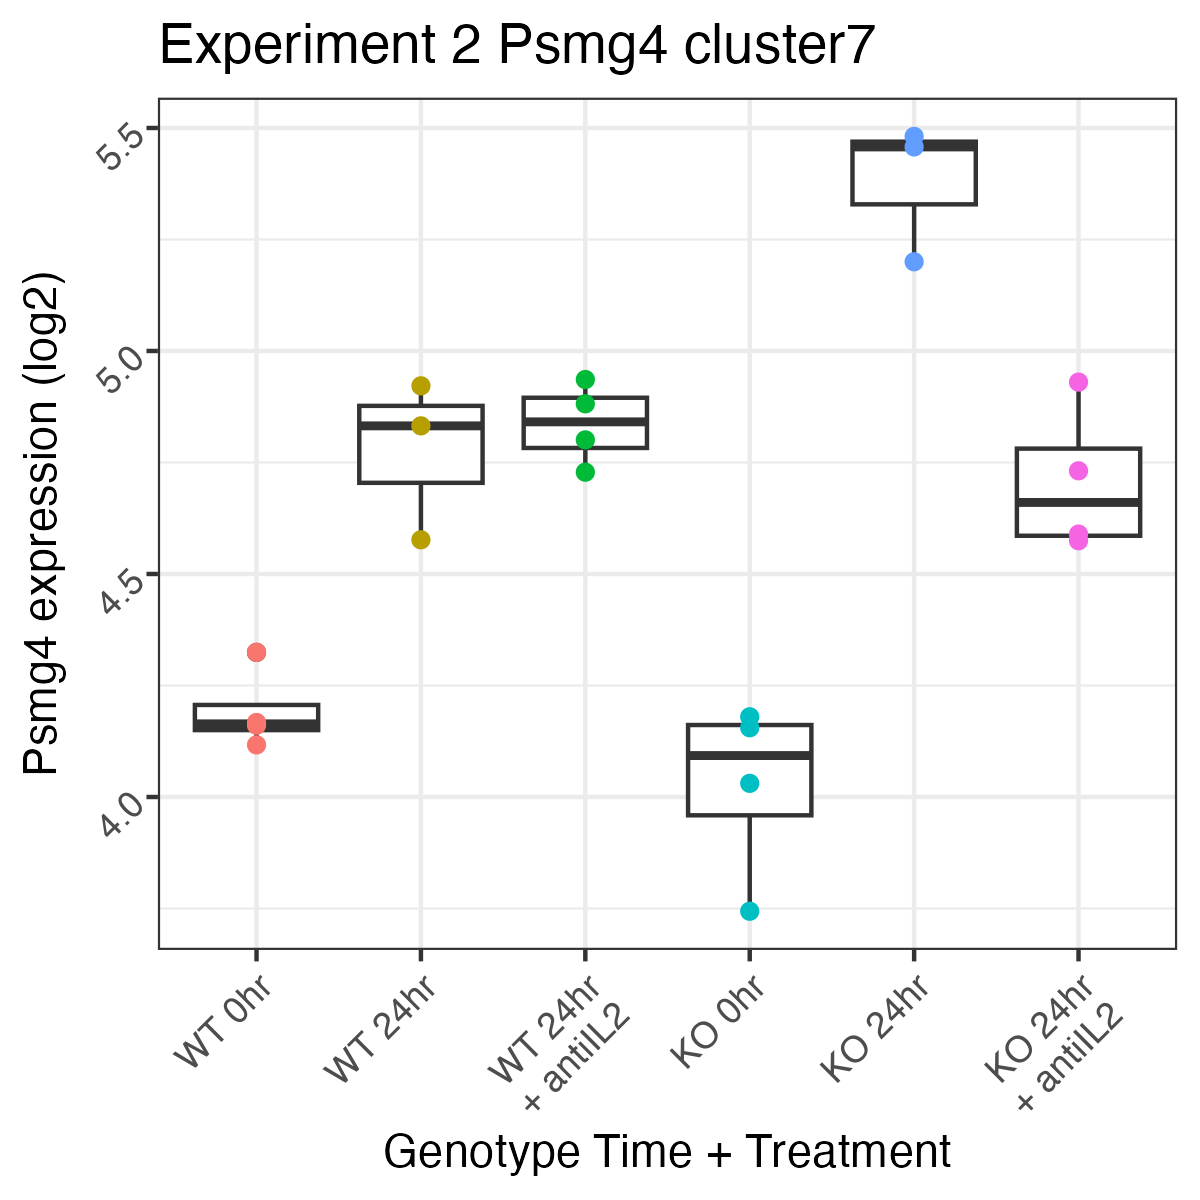 Experiment 2 Psmg4 cluster7
Psmg4 expression (log2)
5.5
5.0
4.5
4.0
WT 0hr
WT 24hr
WT 24hr
+ antiIL2
KO 0hr
KO 24hr
KO 24hr
+ antiIL2
Genotype Time + Treatment